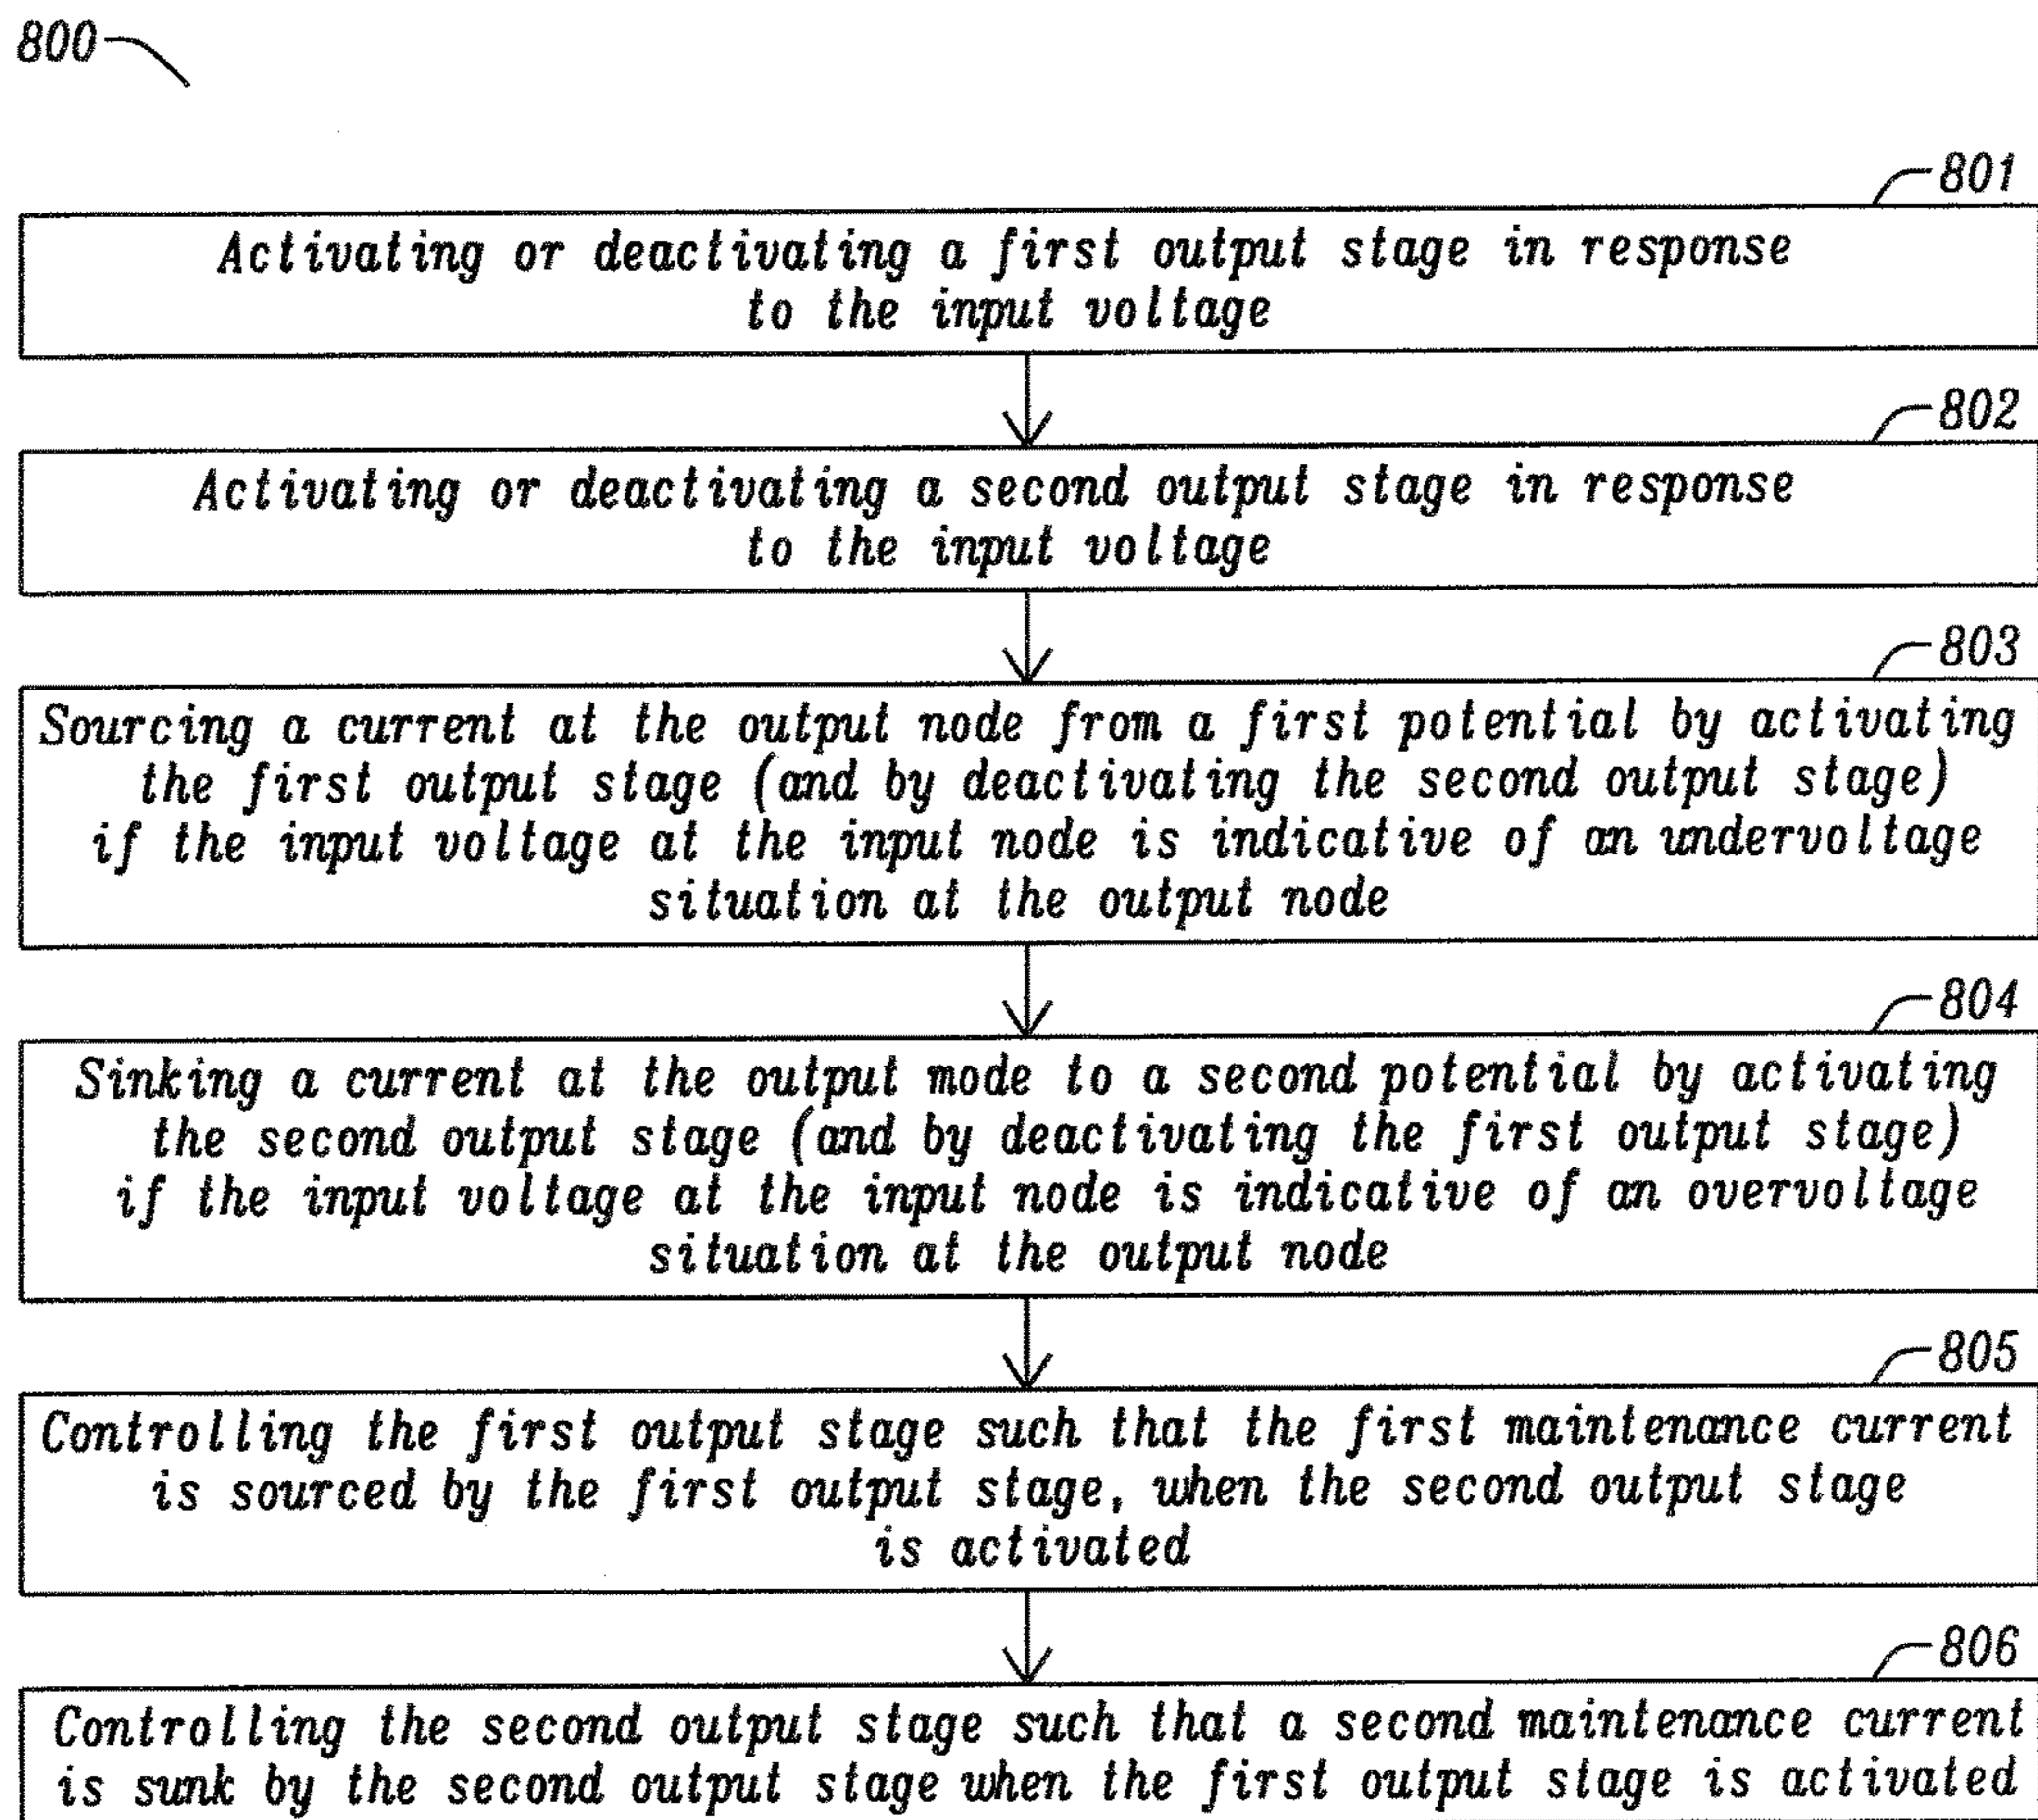 800
801
Activating or deactivating a first output stage in response
to the input voltage
802
Activating or deactivating a second output stage in response
to the input voltage
803
Sourcing a current at the output node from a first potential by activating
the first output stage (and by deactivating the second output stage)
if the input voltage at the input node is indicative of an undervoltage
situation at the output node
804
Sinking a current at the output mode to a second potential by activating
the second output stage (and by deactivating the first output stage)
if the input voltage at the input node is indicative of an overvoltage
situation at the output node
805
Controlling the first output stage such that the first maintenance current
is sourced by the first output stage, when the second output stage
is activated
806
Controlling the second output stage such that a second maintenance current
is sunk by the second output stage when the first output stage is activated